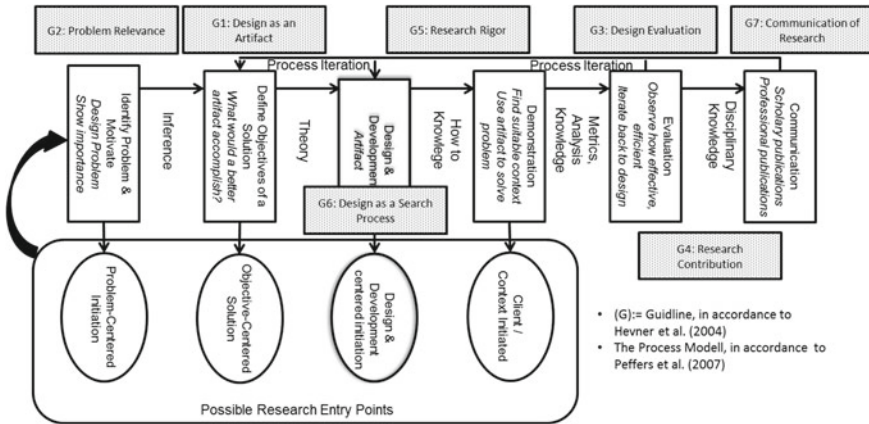 G2: Problem Relevance
G1: Design as an
Artifact
G5: Research Rigor
G3: Design Evaluation
G7: Communication of
Research
Process Iteration
Process Iteration
Identify Problem &
Motivate
Design Problem
Show importance
Inference
Define Objectives of a
Solution
What would a better
artifact accomplish?
Theory
Design &
Development
Artifact
How to
Knowlege
Demonstration
Find suitable context
Use artifact to solve
problem
Metrics,
Analysis
Knowledge
Evaluation
Observe how effective,
efficient
Iterate back to design
Disciplinary
Knowledge
Communication
Scholary publications
Professional publications
G6: Design as a Search
Process
G4: Research
Contribution
Problem-Centered
Initiation
Objective-Centered
Solution
Design &
Development
centered initiation
Client /
Context Initiated
Possible Research Entry Points
• (G):= Guidline, in accordance to
Hevner et al. (2004)
• The Process Modell, in accordance to
Peffers et al. (2007)